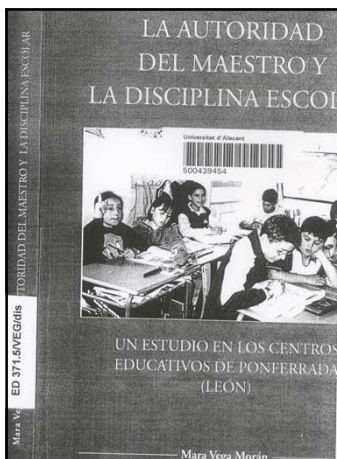 LA AUTORIDAD
DEL MAESTRO Y
LA DISCIPLINA ESCOL
Universitat d'Alacant
500439454
UN ESTUDIO EN LOS CENTROS
EDUCATIVOS DE PONFERRADA
(LEÓN)
Mara Vega Morán
TORIDAD DEL MAESTRO Y LA DISCIPLINA ESCOLAR
ED 371.5/VEG/dis
Mara Ve